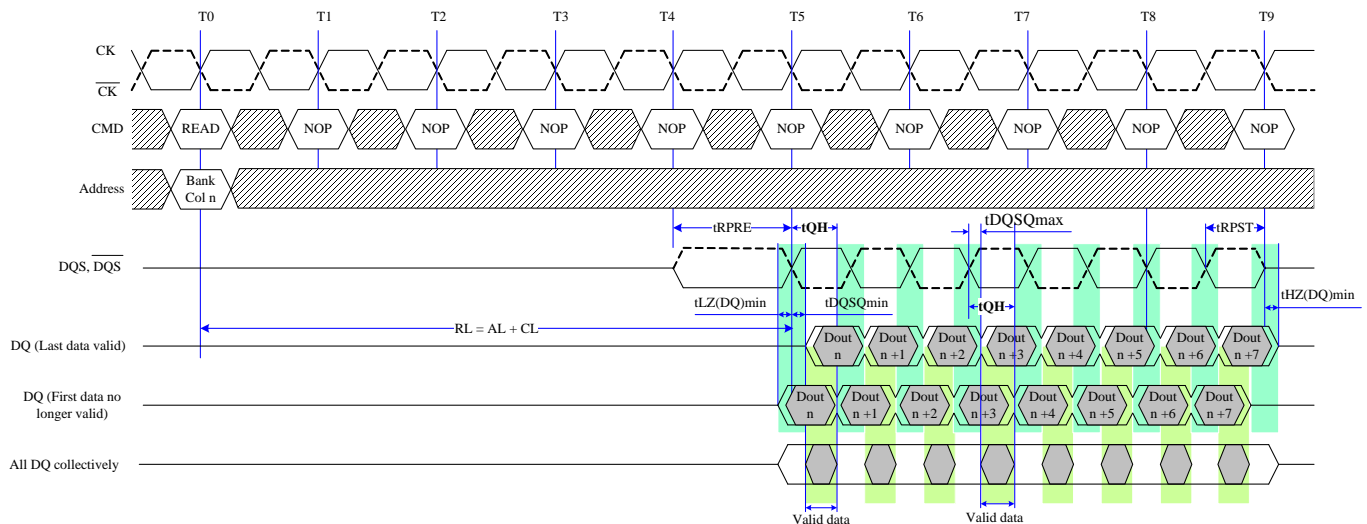 T0 T1 T2 T3 T4 T5 T6 T7 T8 T9
CK
CK
CMD READ NOP NOP NOP NOP NOP NOP NOP NOP NOP
Address Bank
Col n
tRPRE tQH tDQSQmax tRPST
DQS, DQS
tLZ(DQ)min tDQSQmin tQH tHZ(DQ)min
RL = AL + CL
DQ (Last data valid)
Dout Dout Dout Dout Dout Dout Dout Dout
n n +1 n +2 n +3 n +4 n +5 n +6 n +7
DQ (First data no
longer valid)
Dout Dout Dout Dout Dout Dout Dout Dout
n n +1 n +2 n +3 n +4 n +5 n +6 n +7
All DQ collectively
Valid data Valid data